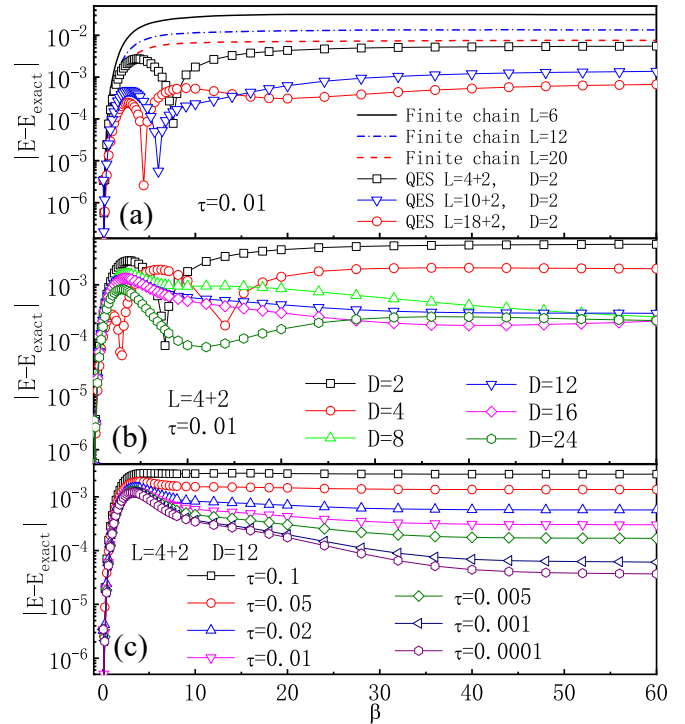 10^-2
10^-3
10^-4
10^-5
10^-6
|E-E_exact|
Finite chain L=6
Finite chain L=12
Finite chain L=20
QES L=4+2, D=2
QES L=10+2, D=2
QES L=18+2, D=2
(a)
τ=0.01
10^-3
10^-4
10^-5
10^-6
|E-E_exact|
L=4+2
τ=0.01
(b)
D=2
D=4
D=8
D=12
D=16
D=24
10^-3
10^-4
10^-5
10^-6
|E-E_exact|
L=4+2 D=12
τ=0.1
τ=0.05
τ=0.02
τ=0.01
τ=0.005
τ=0.001
τ=0.0001
(c)
0 10 20 30 40 50 60
β